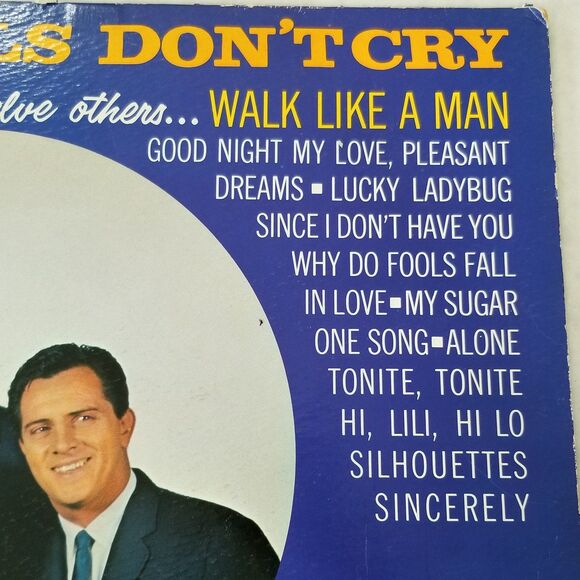 LS DON'T CRY
elve others... WALK LIKE A MAN
GOOD NIGHT MY LOVE, PLEASANT
DREAMS ▪ LUCKY LADYBUG
SINCE I DON'T HAVE YOU
WHY DO FOOLS FALL
IN LOVE ▪ MY SUGAR
ONE SONG ▪ ALONE
TONITE, TONITE
HI, LILI, HI LO
SILHOUETTES
SINCERELY